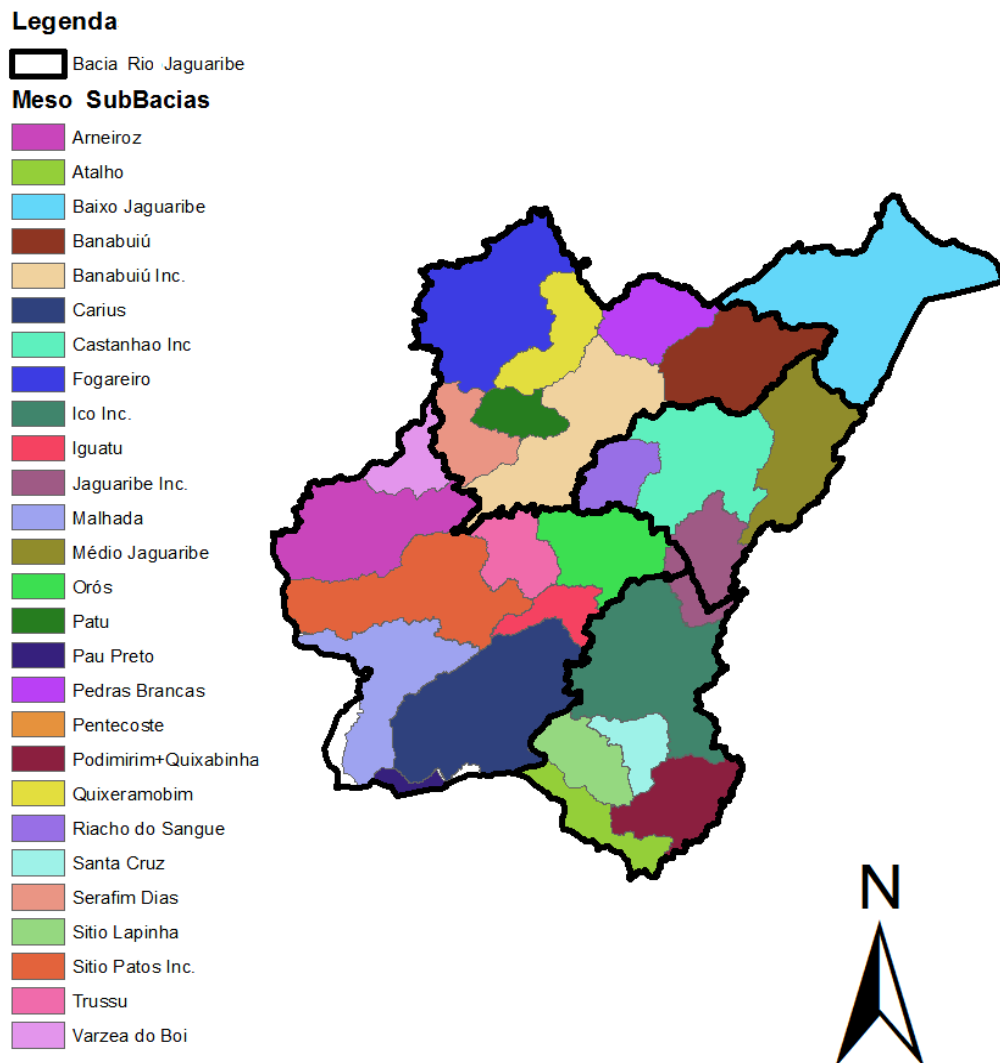 Legenda
Bacia Rio Jaguaribe
Meso SubBacias
Arneiroz
Atalho
Baixo Jaguaribe
Banabuiú
Banabuiú Inc.
Carius
Castanhao Inc
Fogareiro
Ico Inc.
Iguatu
Jaguaribe Inc.
Malhada
Médio Jaguaribe
Orós
Patu
Pau Preto
Pedras Brancas
Pentecoste
Podimirim+Quixabinha
Quixeramobim
Riacho do Sangue
Santa Cruz
Serafim Dias
Sitio Lapinha
Sitio Patos Inc.
Trussu
Varzea do Boi
N